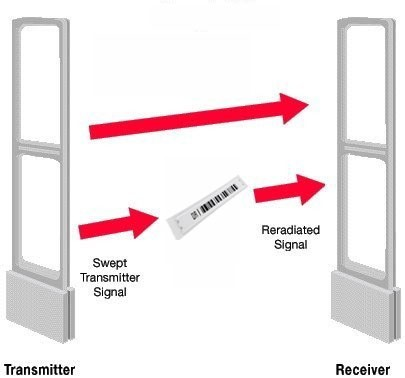 Swept
Transmitter
Signal
Reradiated
Signal
Transmitter
Receiver